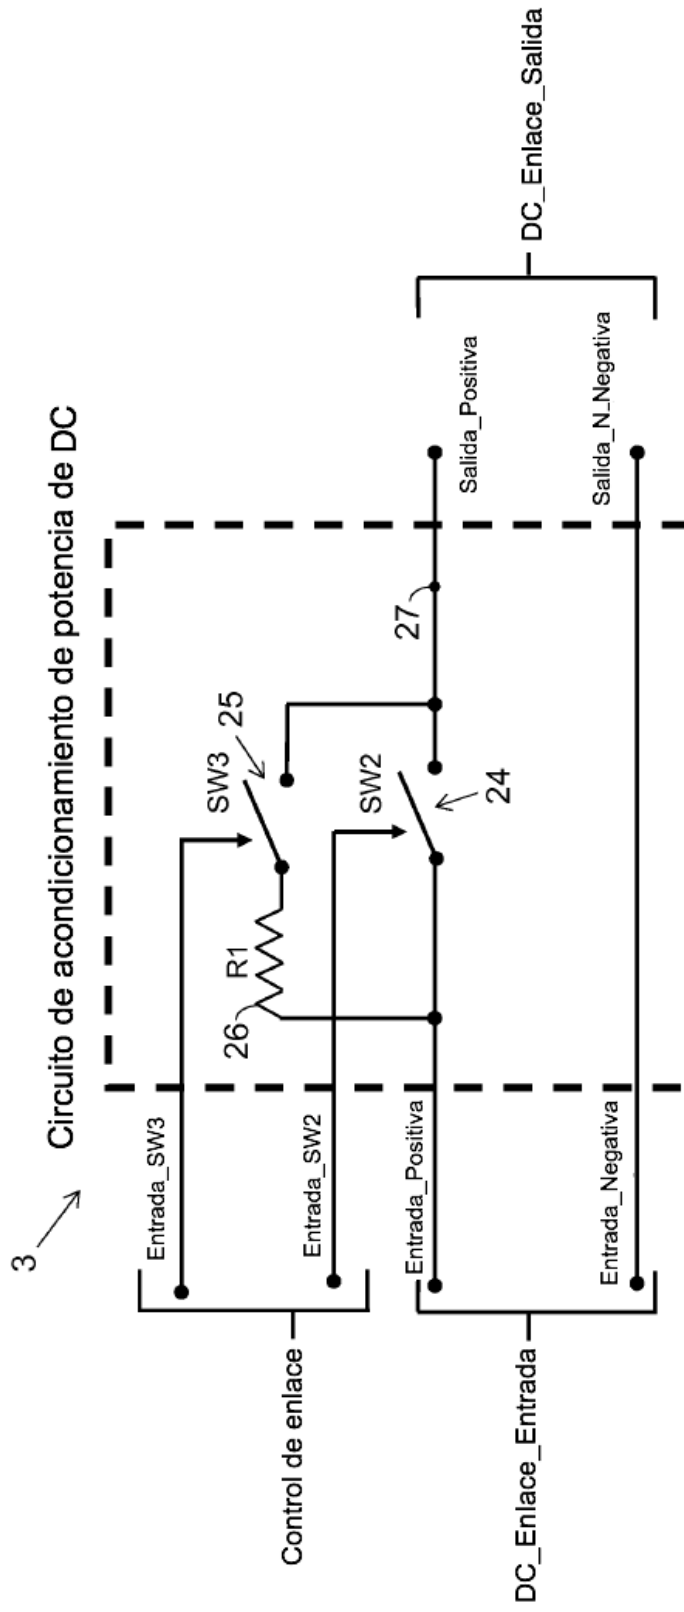 Circuito de acondicionamiento de potencia de DC
3
Entrada_SW3
SW3
25
R1
26
Control de enlace
Entrada_SW2
SW2
24
27
Entrada_Positiva
Salida_Positiva
DC_Enlace_Entrada
DC_Enlace_Salida
Entrada_Negativa
Salida_N_Negativa